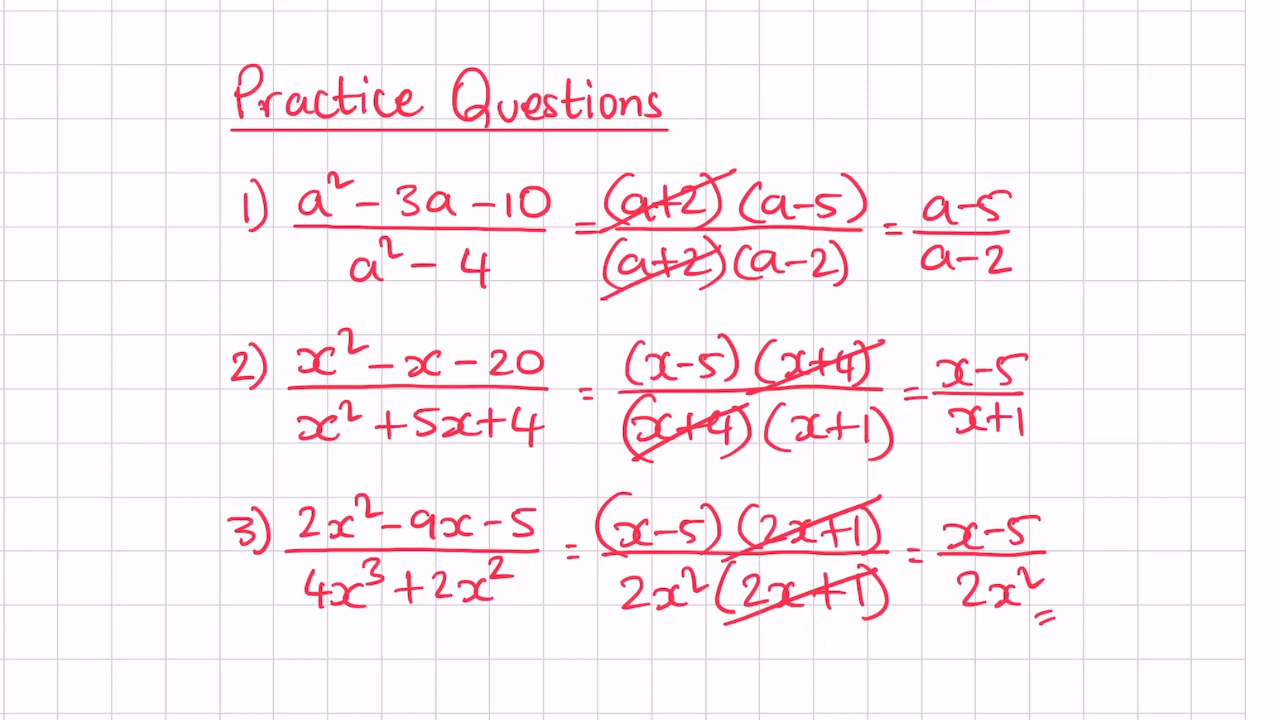 Practice Questions
1) (a² - 3a - 10)/(a² - 4) = ((a+2)(a-5))/((a+2)(a-2)) = (a-5)/(a-2)
2) (x² - x - 20)/(x² + 5x + 4) = ((x-5)(x+4))/((x+4)(x+1)) = (x-5)/(x+1)
3) (2x² - 9x - 5)/(4x³ + 2x²) = ((x-5)(2x+1))/(2x²(2x+1)) = (x-5)/(2x²)